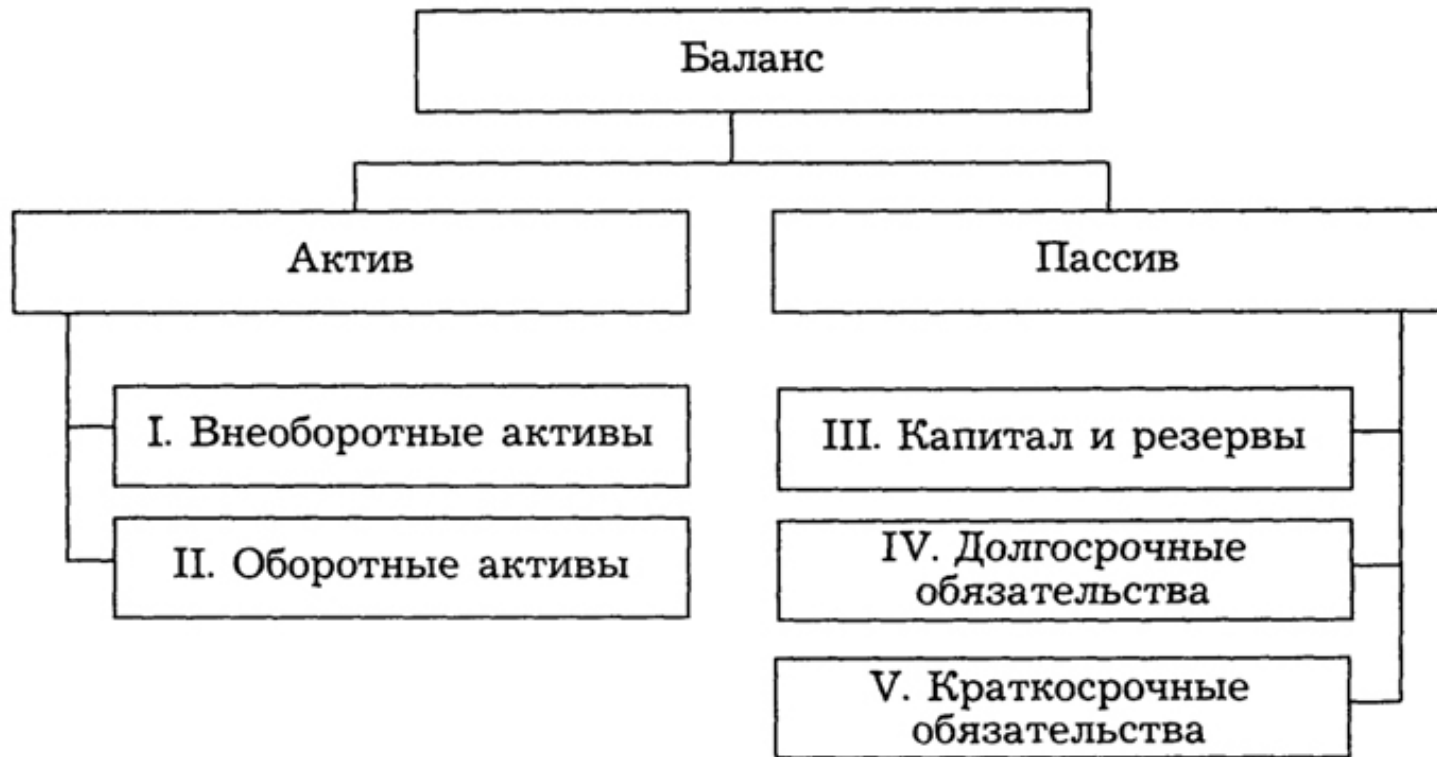 Баланс
Актив
Пассив
I. Внеоборотные активы
II. Оборотные активы
III. Капитал и резервы
IV. Долгосрочные
обязательства
V. Краткосрочные
обязательства